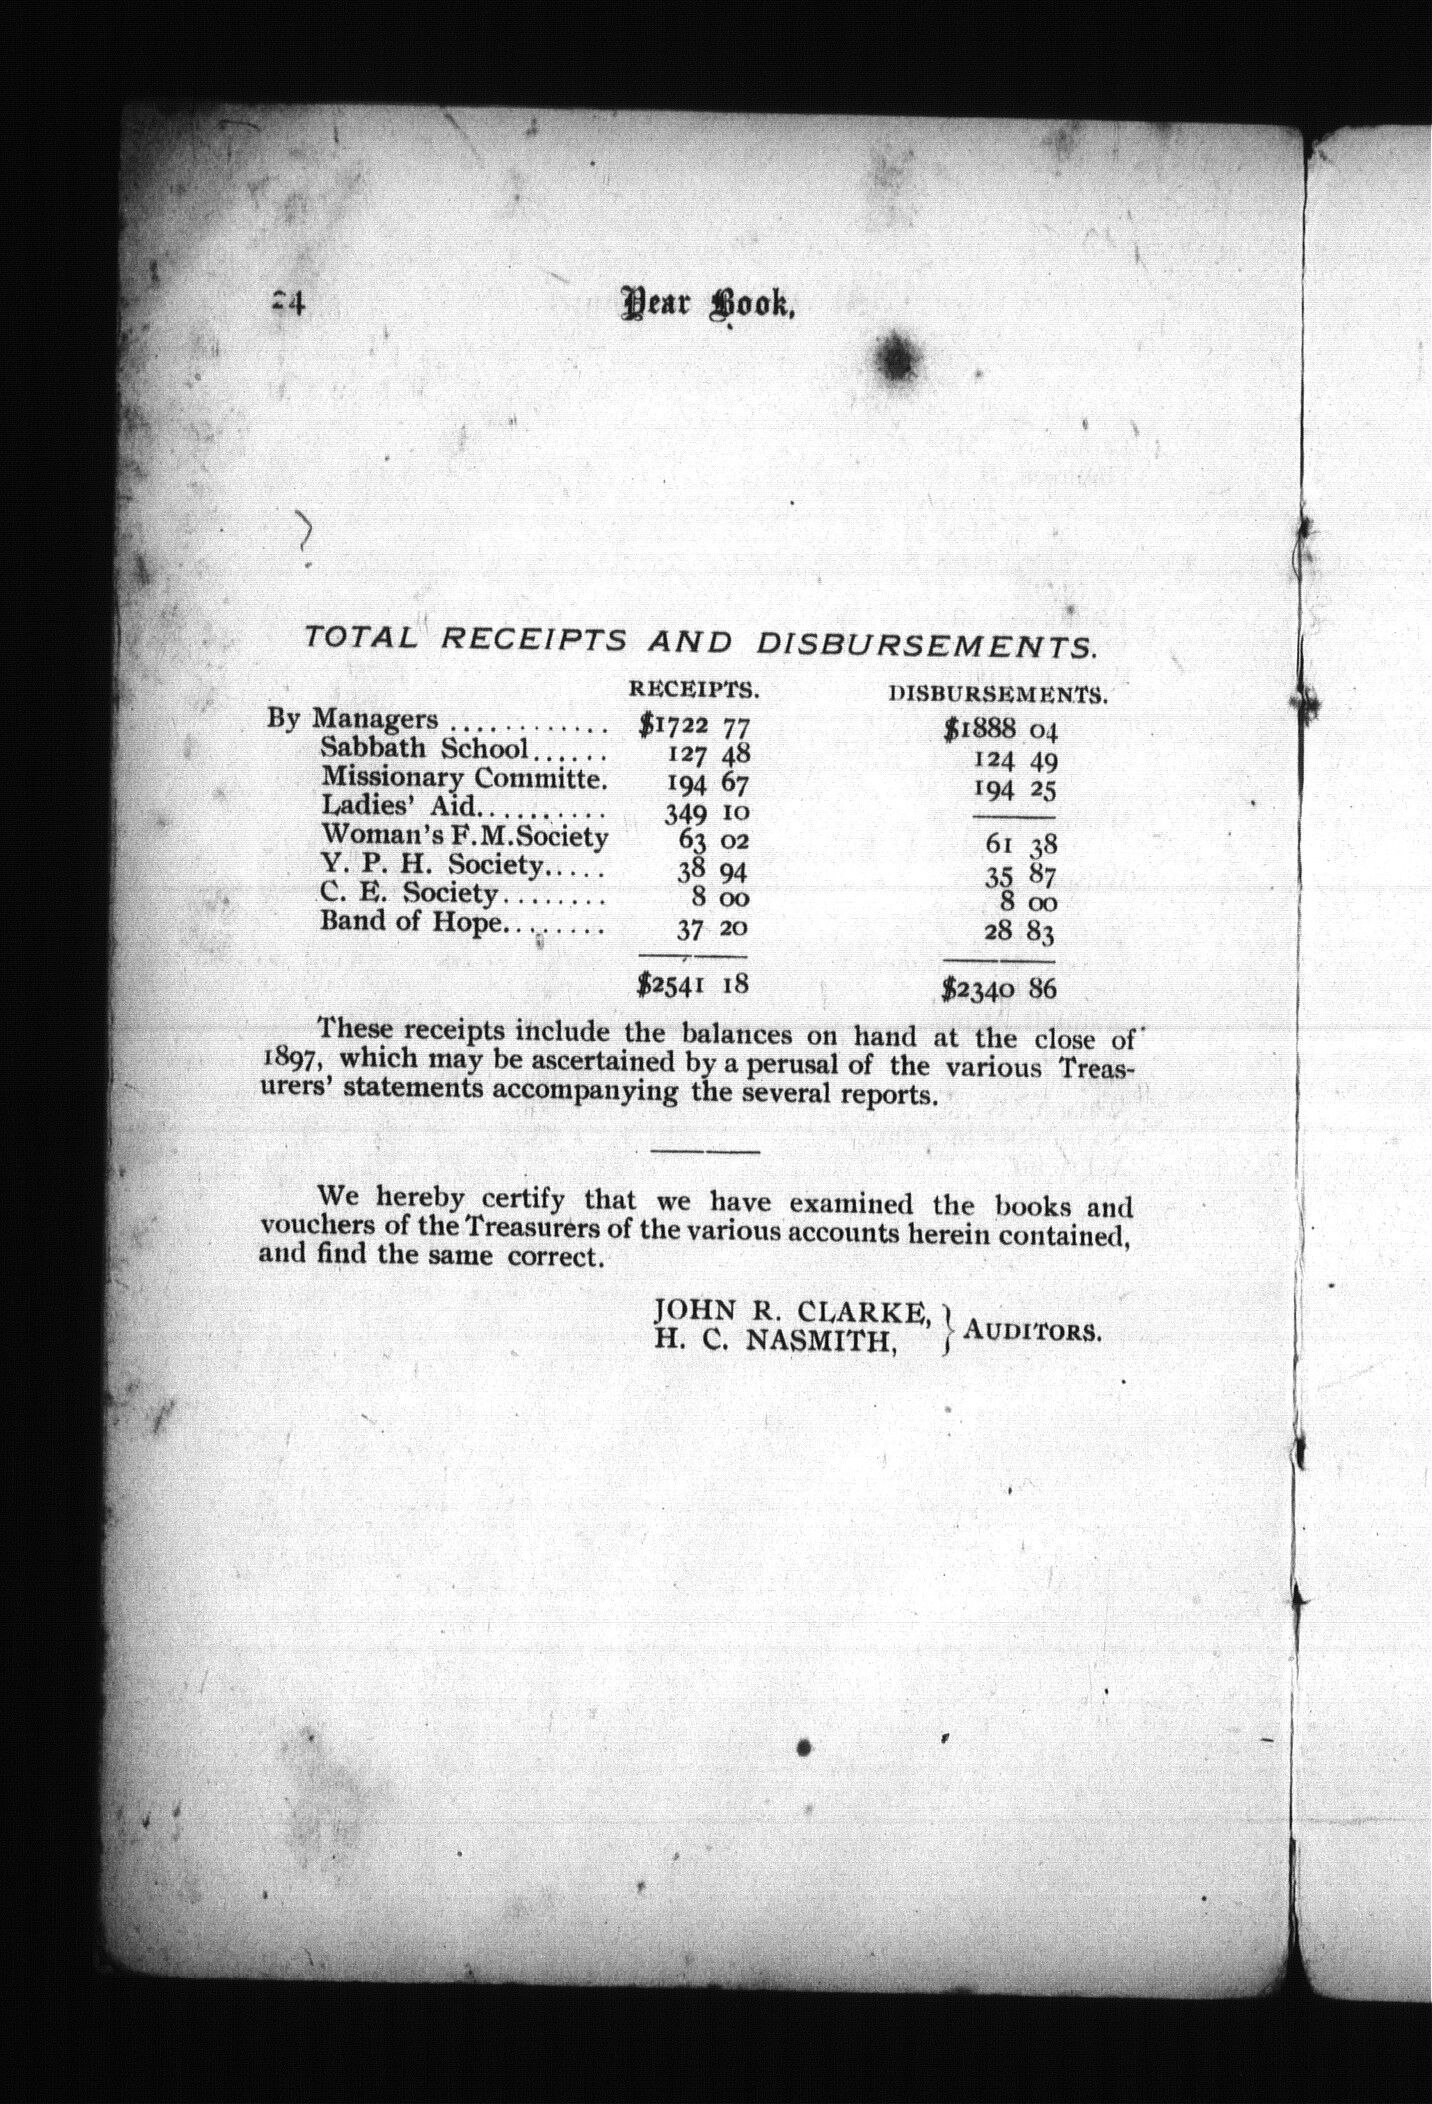 24 Year Book.
TOTAL RECEIPTS AND DISBURSEMENTS.
RECEIPTS. DISBURSEMENTS.
By Managers ............ $1722 77 $1888 04
Sabbath School...... 127 48 124 49
Missionary Committe. 194 67 194 25
Ladies' Aid.......... 349 10 ———
Woman's F.M.Society 63 02 61 38
Y. P. H. Society..... 38 94 35 87
C. E. Society........ 8 00 8 00
Band of Hope........ 37 20 28 83
$2541 18 $2340 86
These receipts include the balances on hand at the close of
1897, which may be ascertained by a perusal of the various Treas-
urers' statements accompanying the several reports.
We hereby certify that we have examined the books and
vouchers of the Treasurers of the various accounts herein contained,
and find the same correct.
JOHN R. CLARKE, } AUDITORS.
H. C. NASMITH,